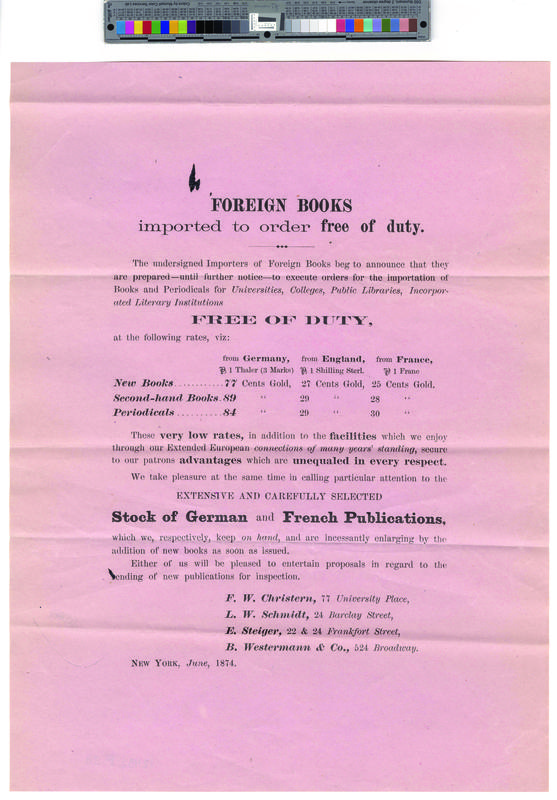 FOREIGN BOOKS
imported to order free of duty.
The undersigned Importers of Foreign Books beg to announce that they
are prepared—until further notice—to execute orders for the importation of
Books and Periodicals for Universities, Colleges, Public Libraries, Incorpor-
ated Literary Institutions
FREE OF DUTY,
at the following rates, viz:
from Germany, from England, from France,
⅌ 1 Thaler (3 Marks) ⅌ 1 Shilling Sterl. ⅌ 1 Franc
New Books............77 Cents Gold, 27 Cents Gold, 25 Cents Gold,
Second-hand Books.89 " 29 " 28 "
Periodicals..........84 " 29 " 30 "
These very low rates, in addition to the facilities which we enjoy
through our Extended European connections of many years' standing, secure
to our patrons advantages which are unequaled in every respect.
We take pleasure at the same time in calling particular attention to the
EXTENSIVE AND CAREFULLY SELECTED
Stock of German and French Publications,
which we, respectively, keep on hand, and are incessantly enlarging by the
addition of new books as soon as issued.
Either of us will be pleased to entertain proposals in regard to the
sending of new publications for inspection.
F. W. Christern, 77 University Place,
L. W. Schmidt, 24 Barclay Street,
E. Steiger, 22 & 24 Frankfort Street,
B. Westermann & Co., 524 Broadway.
NEW YORK, June, 1874.